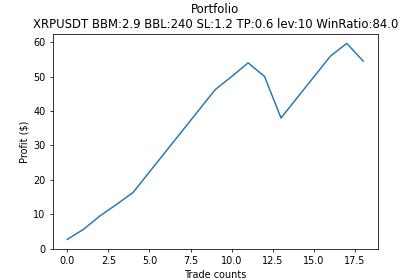 Portfolio
XRPUSDT BBM:2.9 BBL:240 SL:1.2 TP:0.6 lev:10 WinRatio:84.0
60
50
40
30
20
10
0
Profit ($)
0.0 2.5 5.0 7.5 10.0 12.5 15.0 17.5
Trade counts